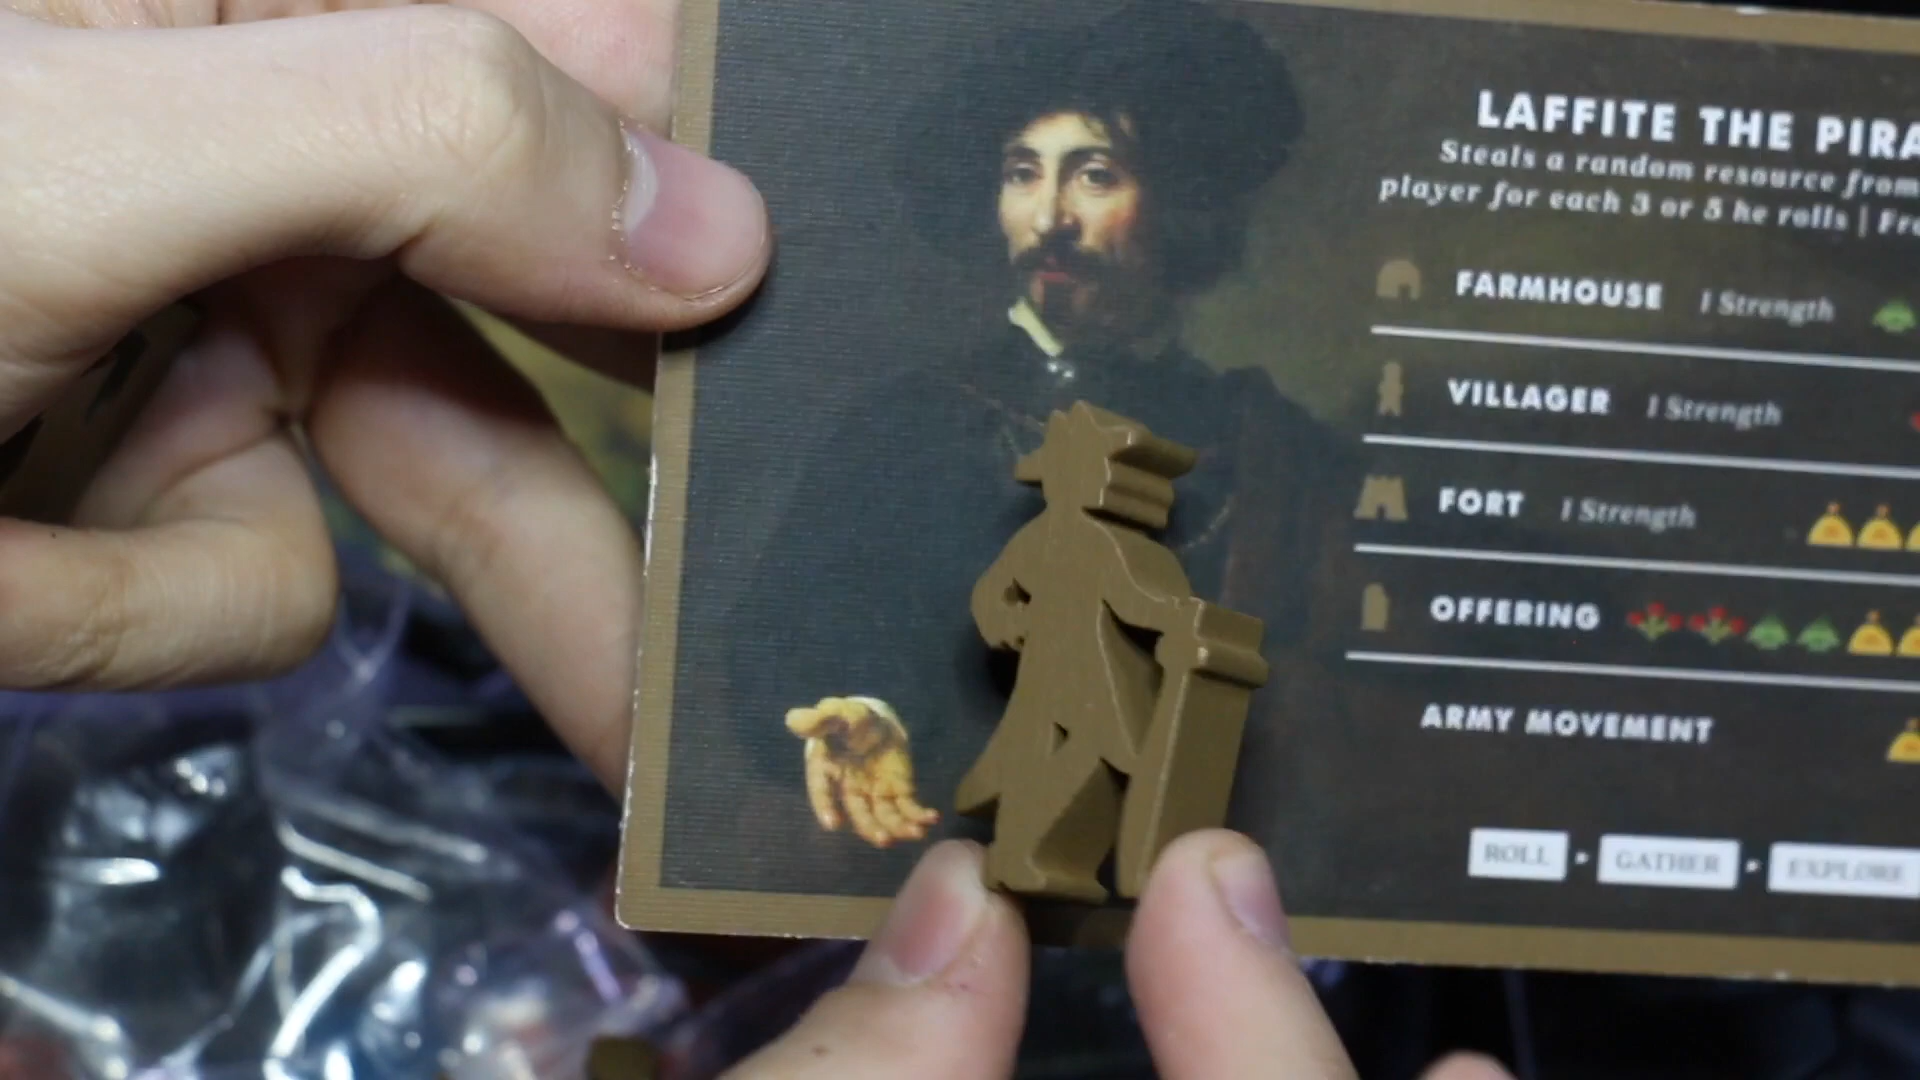 LAFFITE THE PIRA
Steals a random resource from
player for each 3 or 5 he rolls | Fre
FARMHOUSE 1 Strength
VILLAGER 1 Strength
FORT 1 Strength
OFFERING
ARMY MOVEMENT
ROLL GATHER EXPLORE